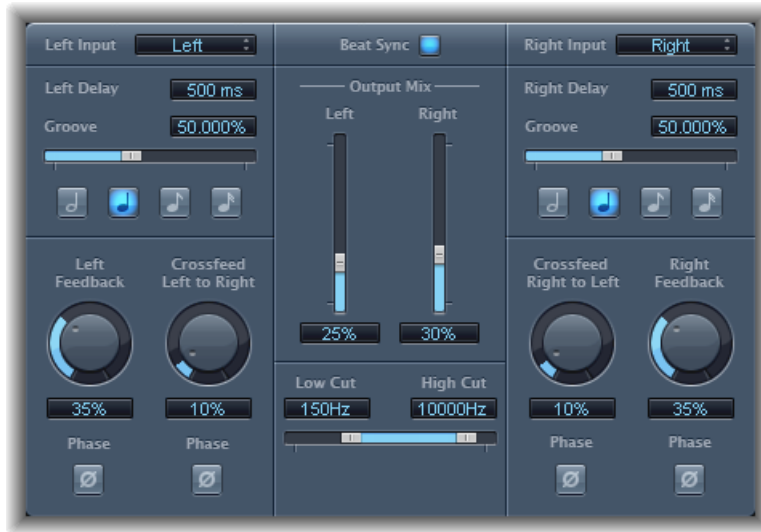 Left Input Left
Beat Sync
Right Input Right
Left Delay 500 ms
Groove 50.000%
Output Mix
Left Right
25% 30%
Right Delay 500 ms
Groove 50.000%
Left Feedback
Crossfeed Left to Right
35% 10%
Phase Phase
Ø Ø
Low Cut High Cut
150Hz 10000Hz
Crossfeed Right to Left
Right Feedback
10% 35%
Phase Phase
Ø Ø